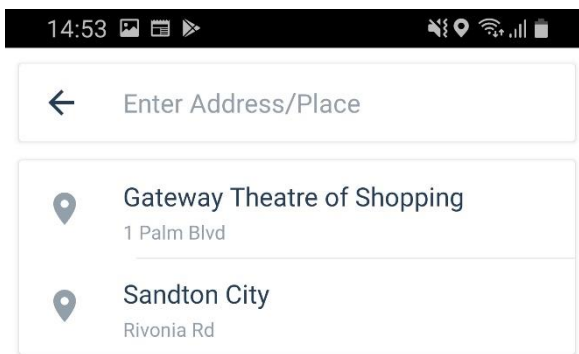 14:53
Enter Address/Place
Gateway Theatre of Shopping
1 Palm Blvd
Sandton City
Rivonia Rd